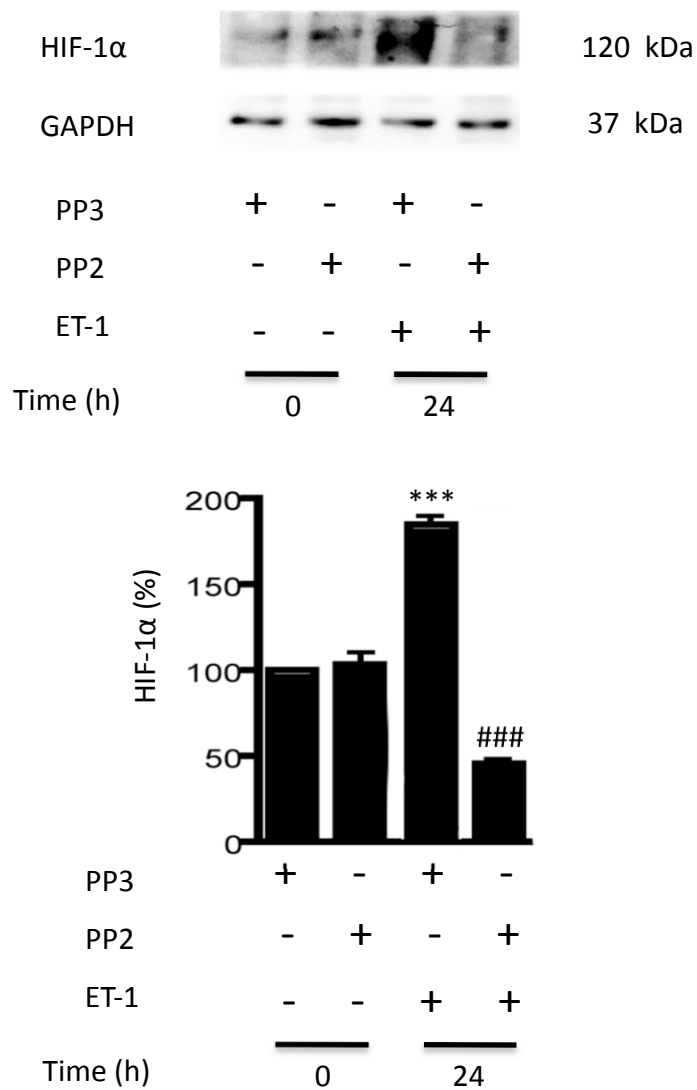 HIF-1α 120 kDa
GAPDH 37 kDa
PP3 + - + -
PP2 - + - +
ET-1 - - + +
Time (h) 0 24
200
150
100
50
0
HIF-1α (%)
***
###
PP3 + - + -
PP2 - + - +
ET-1 - - + +
Time (h) 0 24